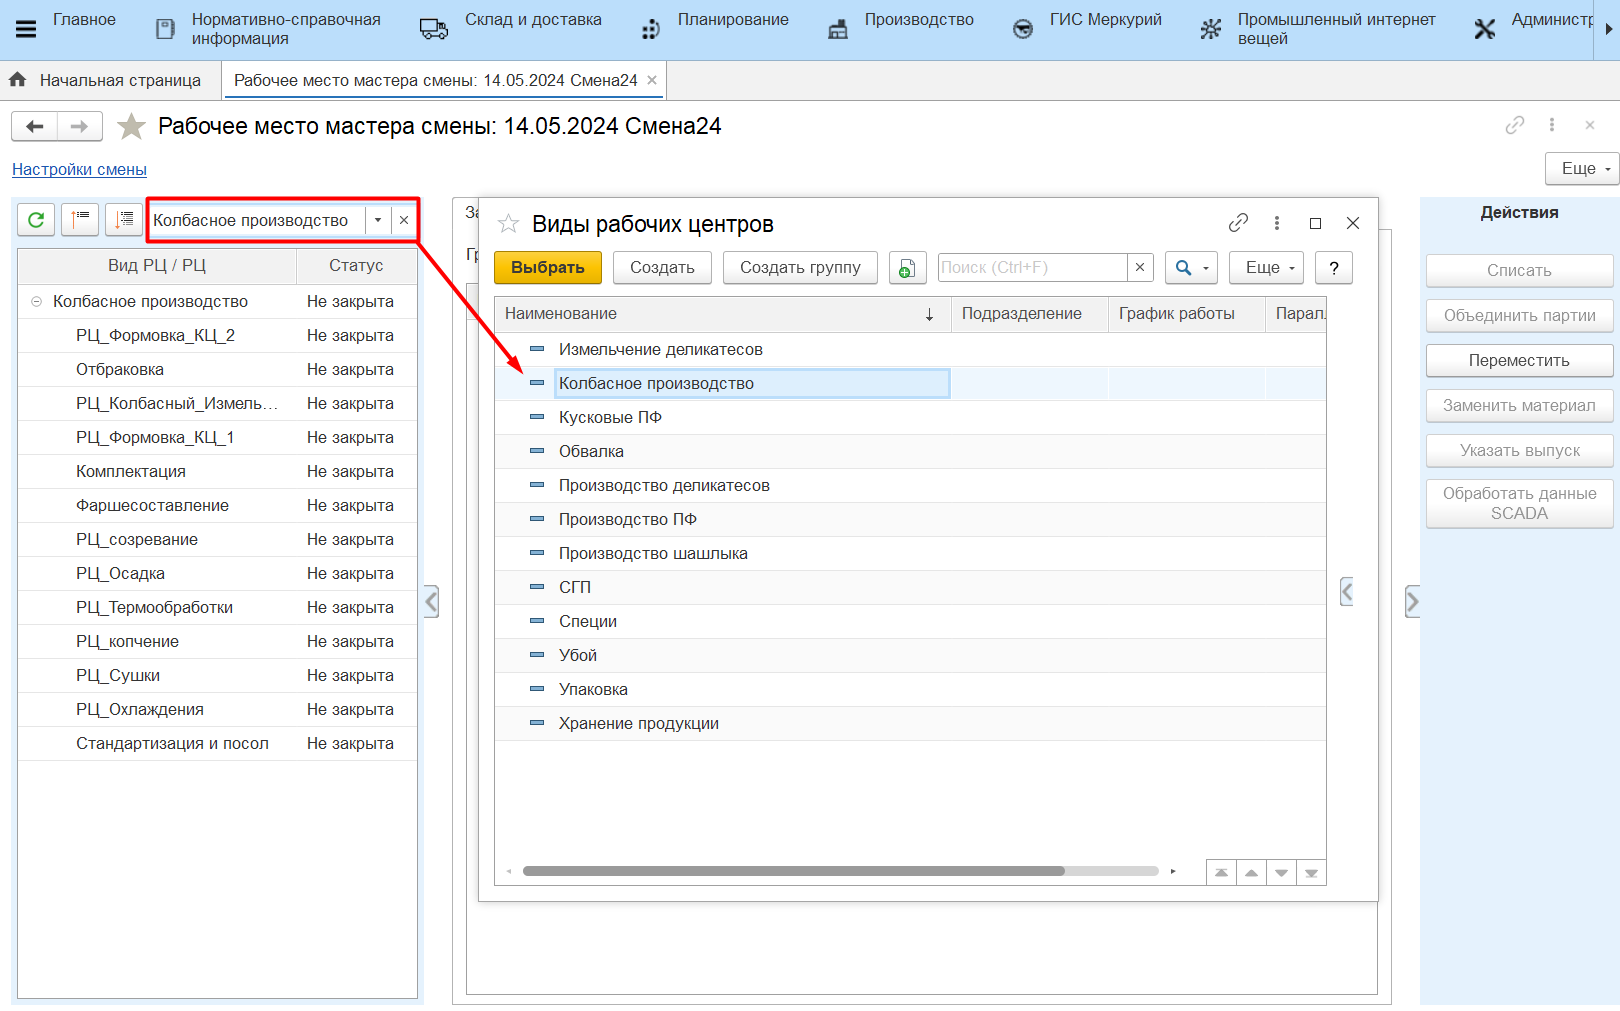 Главное
Нормативно-справочная
информация
Склад и доставка
Планирование
Производство
ГИС Меркурий
Промышленный интернет
вещей
Администр
Начальная страница
Рабочее место мастера смены: 14.05.2024 Смена24
Рабочее место мастера смены: 14.05.2024 Смена24
Настройки смены
Еще
Колбасное производство
Вид РЦ / РЦ
Статус
Колбасное производство Не закрыта
РЦ_Формовка_КЦ_2 Не закрыта
Отбраковка Не закрыта
РЦ_Колбасный_Измель... Не закрыта
РЦ_Формовка_КЦ_1 Не закрыта
Комплектация Не закрыта
Фаршесоставление Не закрыта
РЦ_созревание Не закрыта
РЦ_Осадка Не закрыта
РЦ_Термообработки Не закрыта
РЦ_копчение Не закрыта
РЦ_Сушки Не закрыта
РЦ_Охлаждения Не закрыта
Стандартизация и посол Не закрыта
За
Гр
Виды рабочих центров
Выбрать
Создать
Создать группу
Поиск (Ctrl+F)
Еще
?
Наименование
Подразделение
График работы
Парал
Измельчение деликатесов
Колбасное производство
Кусковые ПФ
Обвалка
Производство деликатесов
Производство ПФ
Производство шашлыка
СГП
Специи
Убой
Упаковка
Хранение продукции
Действия
Списать
Объединить партии
Переместить
Заменить материал
Указать выпуск
Обработать данные
SCADA